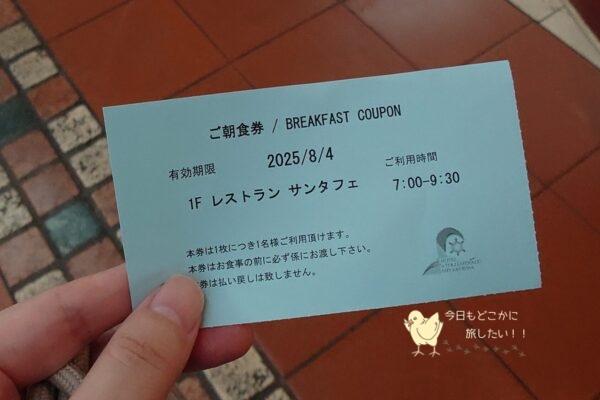 ご朝食券 / BREAKFAST COUPON
有効期限 2025/8/4 ご利用時間
1F レストラン サンタフェ 7:00-9:30
本券は1枚につき1名様ご利用頂けます。
本券はお食事の前に必ず係にお渡し下さい。
券は払い戻しは致しません。
今日もどこかに
旅したい！！